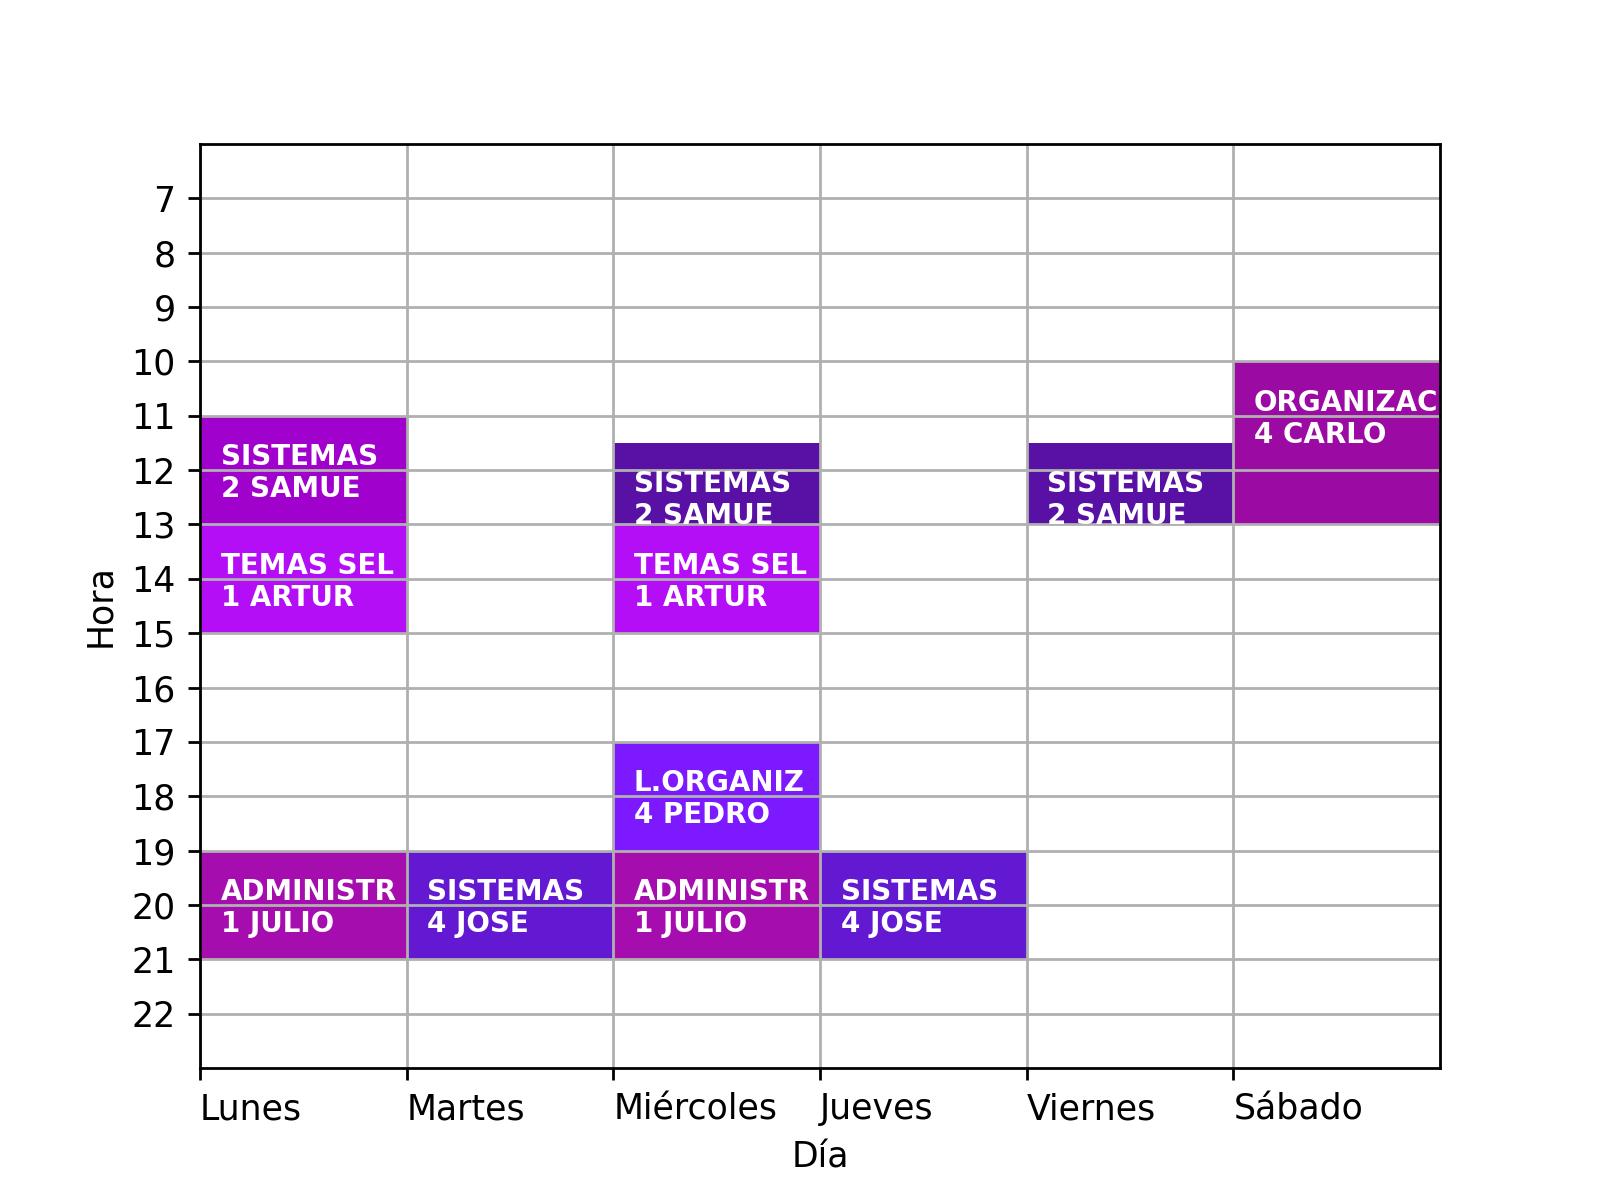 7
8
9
10
11
12
13
14
15
16
17
18
19
20
21
22
Hora
SISTEMAS
2 SAMUE
TEMAS SEL
1 ARTUR
ADMINISTR
1 JULIO
SISTEMAS
4 JOSE
SISTEMAS
2 SAMUE
TEMAS SEL
1 ARTUR
L.ORGANIZ
4 PEDRO
ADMINISTR
1 JULIO
SISTEMAS
4 JOSE
SISTEMAS
2 SAMUE
ORGANIZAC
4 CARLO
Lunes Martes Miércoles Jueves Viernes Sábado
Día